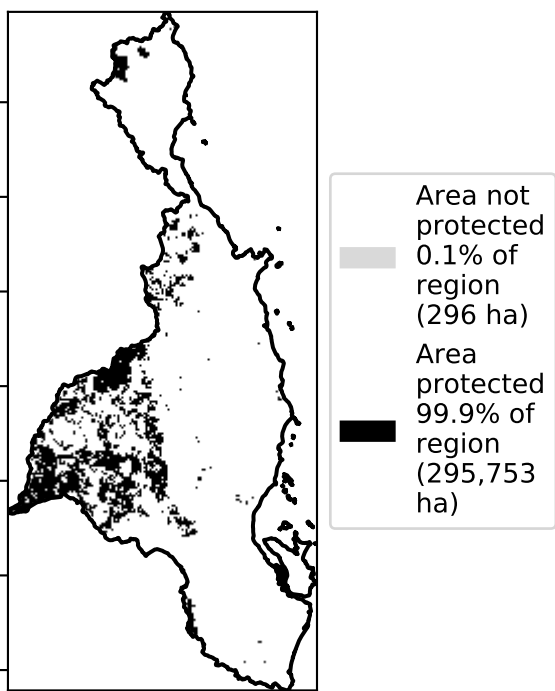 Area not
protected
0.1% of
region
(296 ha)
Area
protected
99.9% of
region
(295,753
ha)